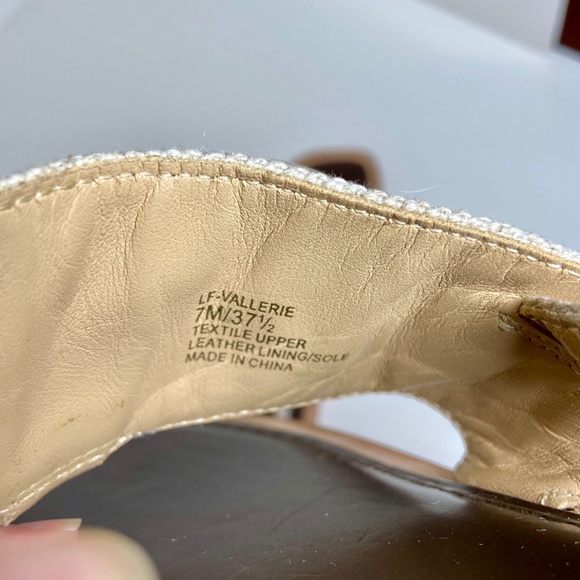 LF-VALLERIE
7M/37½
TEXTILE UPPER
LEATHER LINING/SOLE
MADE IN CHINA